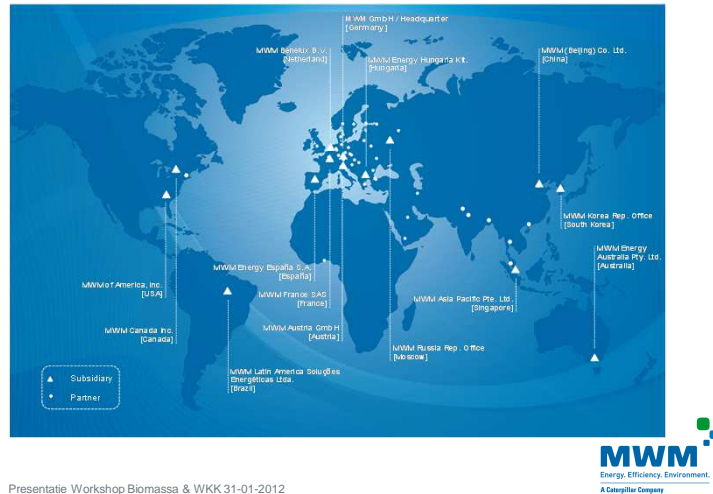 MWM GmbH / Headquarter
[Germany]
MWM Benelux B.V.
[Netherland]
MWM Energy Hungaria Kft.
[Hungaria]
MWM (Beijing) Co. Ltd.
[China]
MWM Korea Rep. Office
[South Korea]
MWM Energy
Australia Pty. Ltd.
[Australia]
MWM Energy España S.A.
[España]
MWM of America, Inc.
[USA]
MWM France SAS
[France]
MWM Asia Pacific Pte. Ltd.
[Singapore]
MWM Canada Inc.
[Canada]
MWM Austria GmbH
[Austria]
MWM Russia Rep. Office
[Moscow]
MWM Latin America Soluções
Energéticas Ltda.
[Brazil]
Subsidiary
Partner
MWM
Energy. Efficiency. Environment.
A Caterpillar Company
Presentatie Workshop Biomassa & WKK 31-01-2012